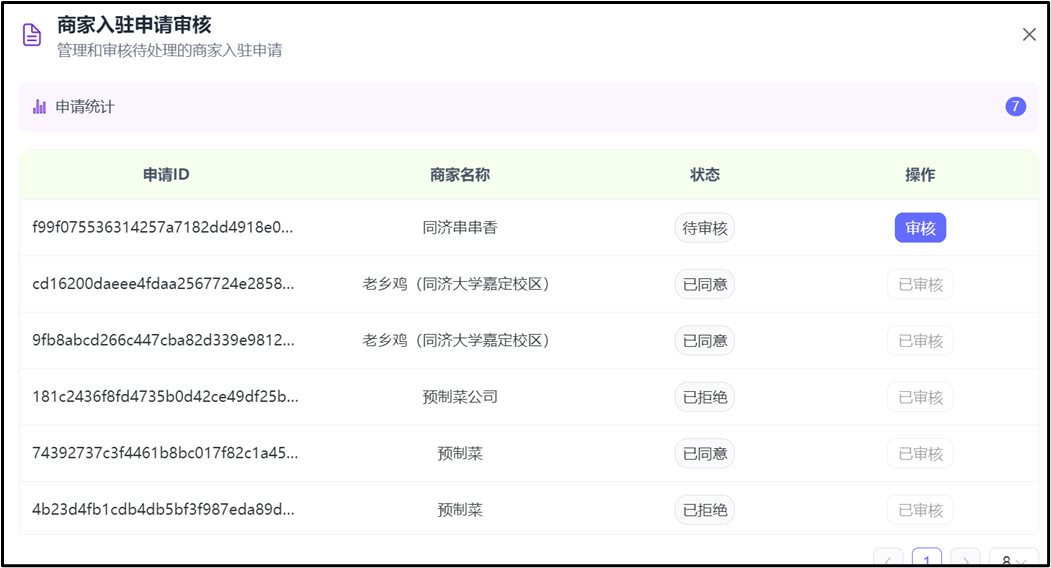 商家入驻申请审核
管理和审核待处理的商家入驻申请
申请统计 7
申请ID 商家名称 状态 操作
f99f075536314257a7182dd4918e0... 同济串串香 待审核 审核
cd16200daeee4fdaa2567724e2858... 老乡鸡（同济大学嘉定校区） 已同意 已审核
9fb8abcd266c447cba82d339e9812... 老乡鸡（同济大学嘉定校区） 已同意 已审核
181c2436f8fd4735b0d42ce49df25b... 预制菜公司 已拒绝 已审核
74392737c3f4461b8bc017f82c1a45... 预制菜 已同意 已审核
4b23d4fb1cdb4db5bf3f987eda89d... 预制菜 已拒绝 已审核
1 8